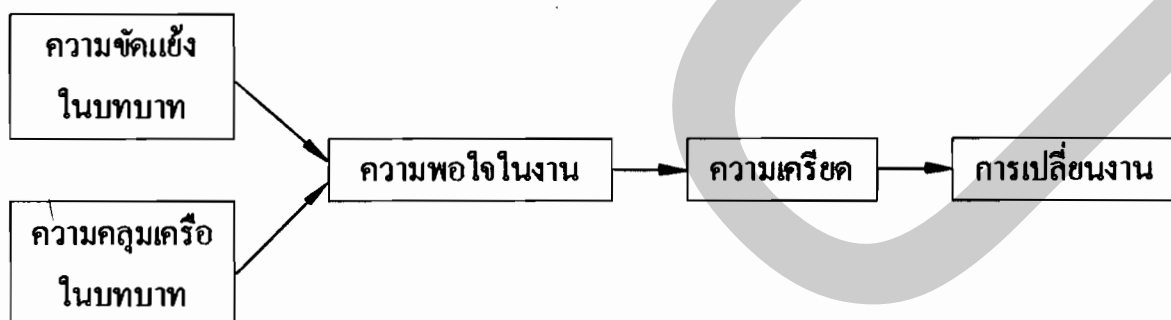 ความขัดแย้ง
ในบทบาท
ความพอใจในงาน
ความเครียด
การเปลี่ยนงาน
ความคลุมเครือ
ในบทบาท